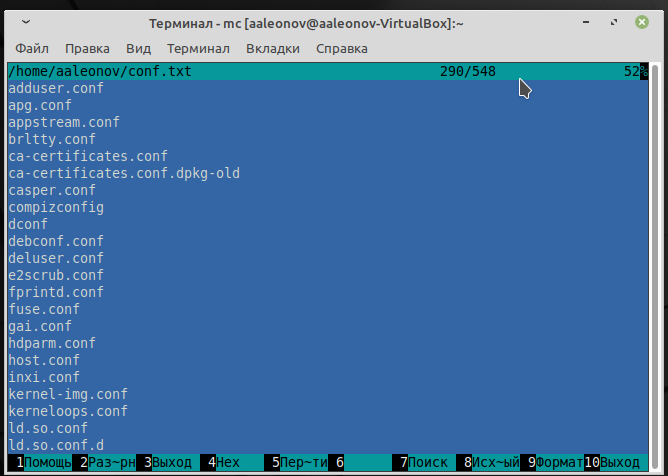 Терминал - mc [aaleonov@aaleonov-VirtualBox]:~
Файл Правка Вид Терминал Вкладки Справка
/home/aaleonov/conf.txt 290/548 52%
adduser.conf
apg.conf
appstream.conf
brltty.conf
ca-certificates.conf
ca-certificates.conf.dpkg-old
casper.conf
compizconfig
dconf
debconf.conf
deluser.conf
e2scrub.conf
fprintd.conf
fuse.conf
gai.conf
hdparm.conf
host.conf
inxi.conf
kernel-img.conf
kerneloops.conf
ld.so.conf
ld.so.conf.d
1Помощь 2Раз~рн 3Выход 4Hex 5Пер~ти 6 7Поиск 8Исх~ый 9Формат 10Выход